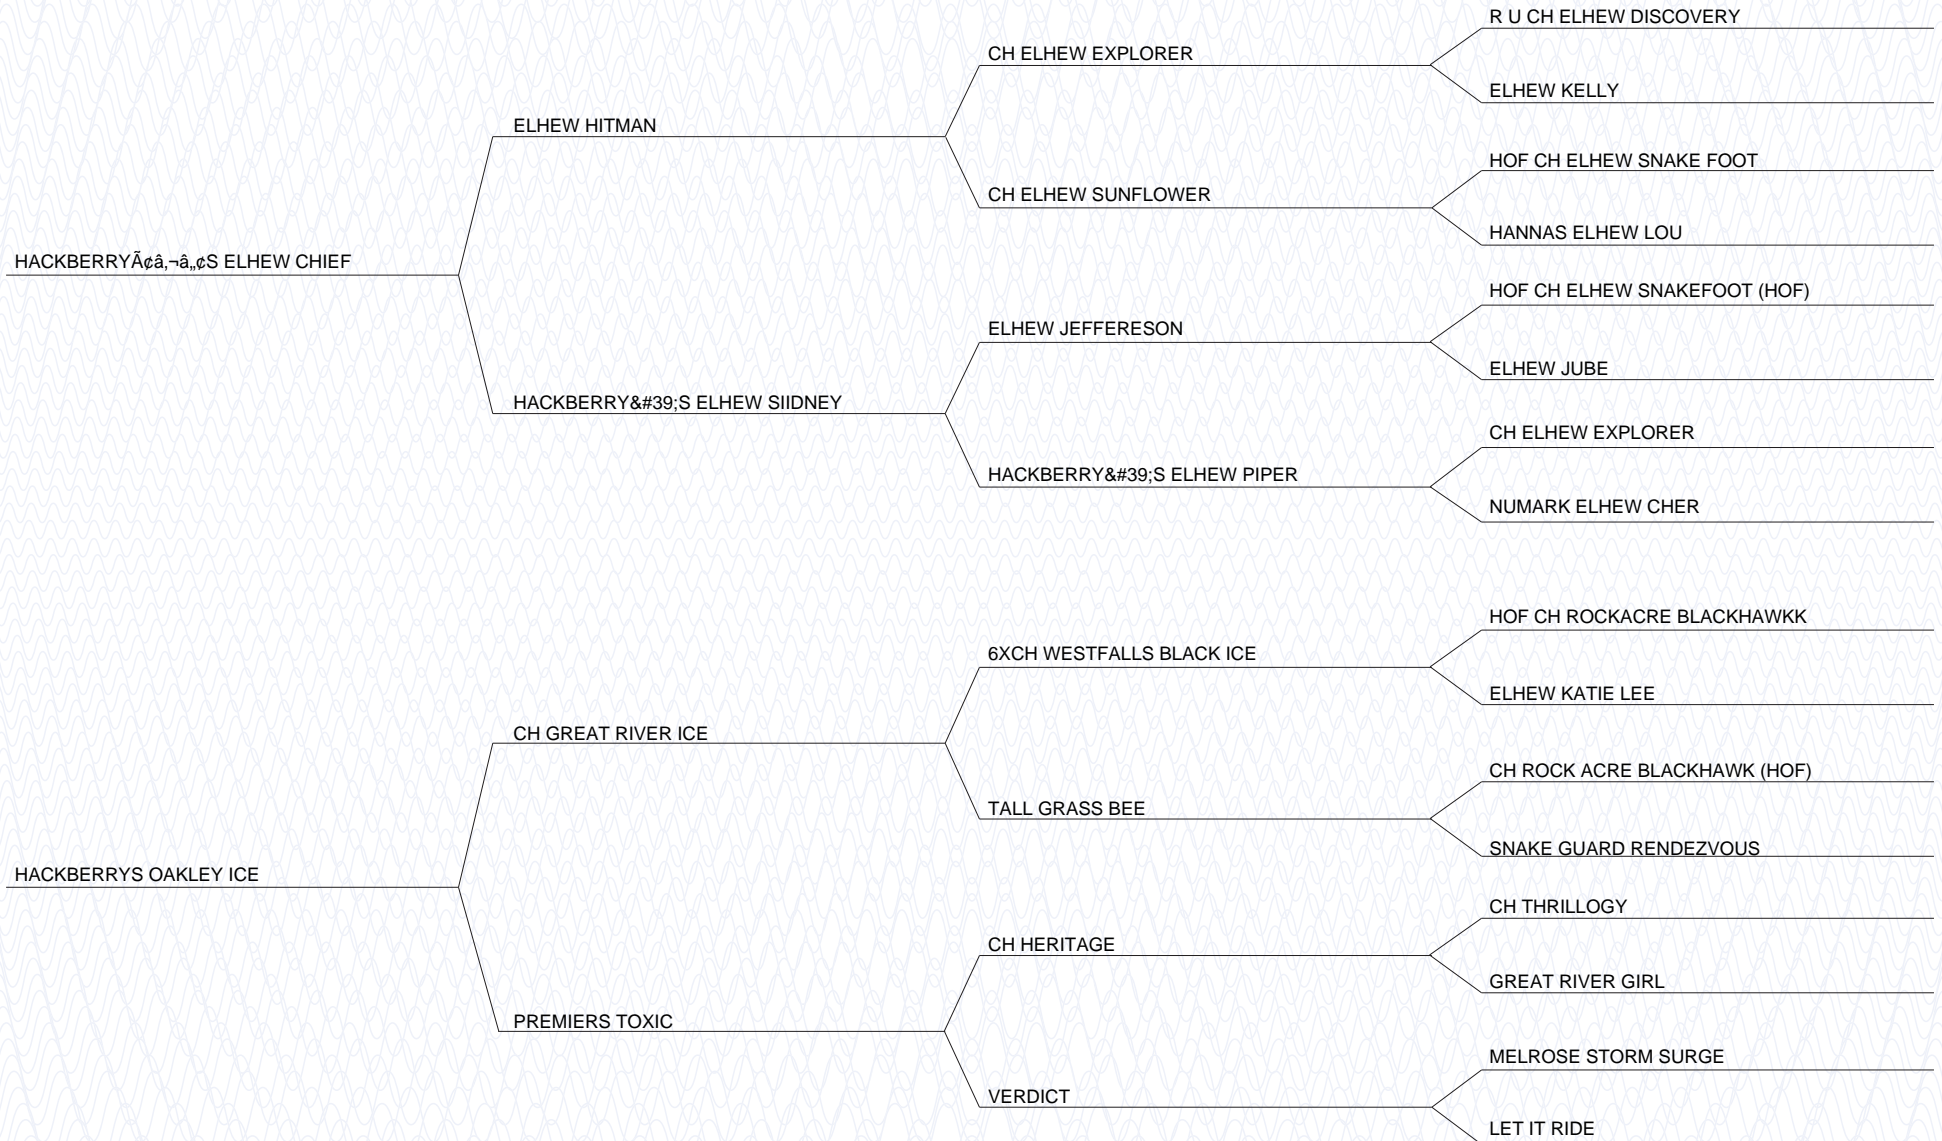 R U CH ELHEW DISCOVERY
CH ELHEW EXPLORER
ELHEW KELLY
ELHEW HITMAN
HOF CH ELHEW SNAKE FOOT
CH ELHEW SUNFLOWER
HANNAS ELHEW LOU
HACKBERRYÃ¢â‚¬â„¢S ELHEW CHIEF
HOF CH ELHEW SNAKEFOOT (HOF)
ELHEW JEFFERESON
ELHEW JUBE
HACKBERRY&#39;S ELHEW SIIDNEY
CH ELHEW EXPLORER
HACKBERRY&#39;S ELHEW PIPER
NUMARK ELHEW CHER
HOF CH ROCKACRE BLACKHAWKK
6XCH WESTFALLS BLACK ICE
ELHEW KATIE LEE
CH GREAT RIVER ICE
CH ROCK ACRE BLACKHAWK (HOF)
TALL GRASS BEE
SNAKE GUARD RENDEZVOUS
HACKBERRYS OAKLEY ICE
CH THRILLOGY
CH HERITAGE
GREAT RIVER GIRL
PREMIERS TOXIC
MELROSE STORM SURGE
VERDICT
LET IT RIDE